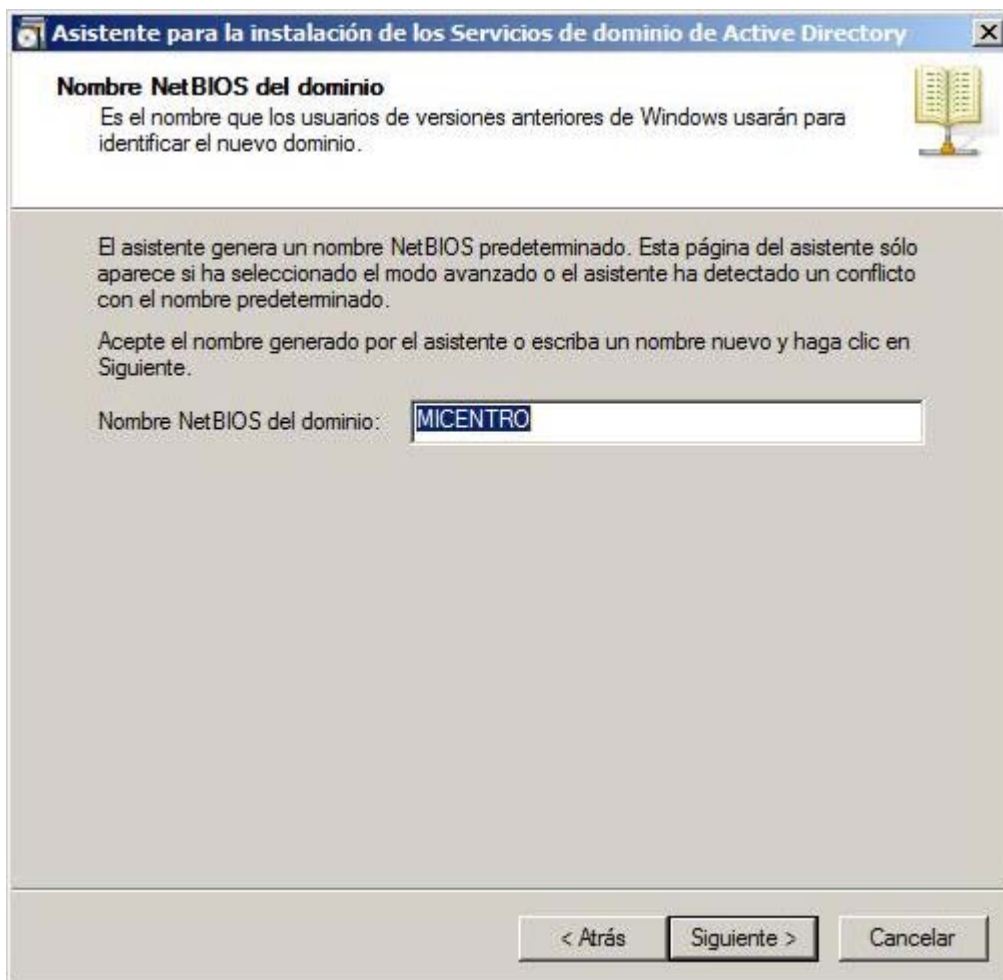 Asistente para la instalación de los Servicios de dominio de Active Directory
Nombre NetBIOS del dominio
Es el nombre que los usuarios de versiones anteriores de Windows usarán para
identificar el nuevo dominio.
El asistente genera un nombre NetBIOS predeterminado. Esta página del asistente sólo
aparece si ha seleccionado el modo avanzado o el asistente ha detectado un conflicto
con el nombre predeterminado.
Acepte el nombre generado por el asistente o escriba un nombre nuevo y haga clic en
Siguiente.
Nombre NetBIOS del dominio: MICENTRO
< Atrás Siguiente > Cancelar